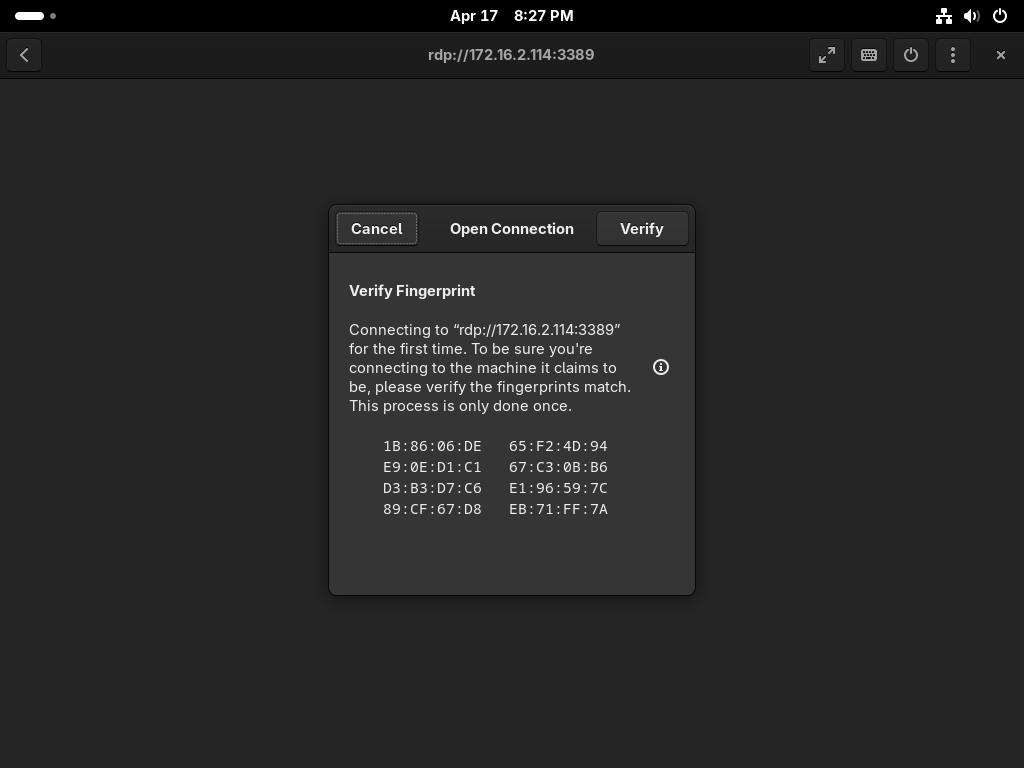 Apr 17 8:27 PM
rdp://172.16.2.114:3389
Cancel Open Connection Verify
Verify Fingerprint
Connecting to “rdp://172.16.2.114:3389”
for the first time. To be sure you're
connecting to the machine it claims to
be, please verify the fingerprints match.
This process is only done once.
1B:86:06:DE 65:F2:4D:94
E9:0E:D1:C1 67:C3:0B:B6
D3:B3:D7:C6 E1:96:59:7C
89:CF:67:D8 EB:71:FF:7A